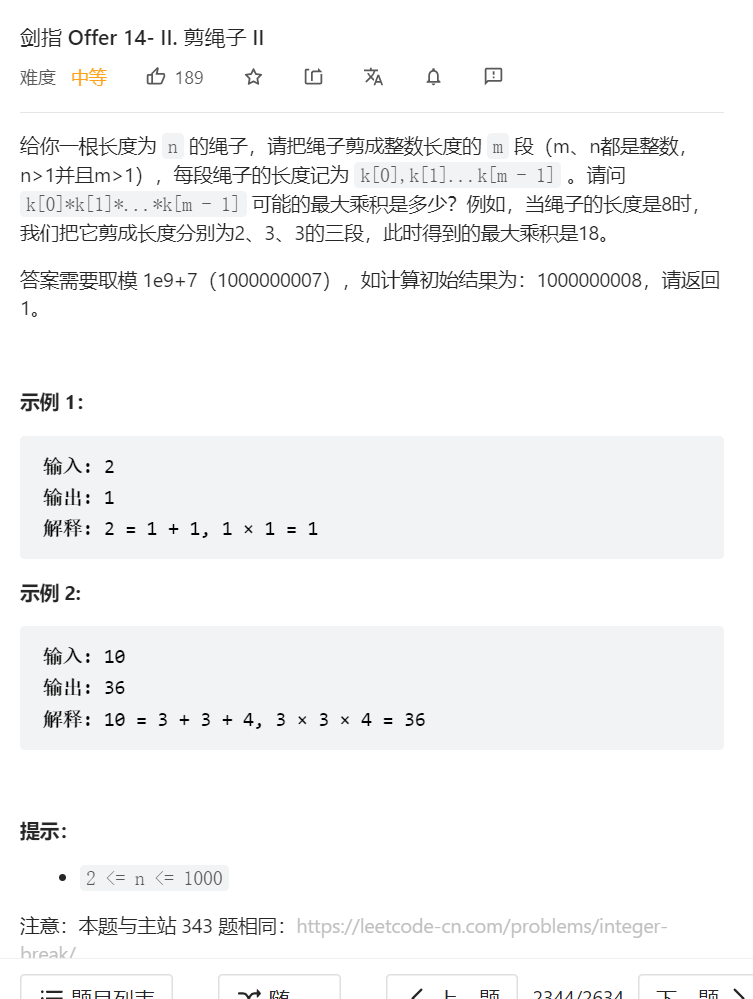 剑指 Offer 14- II. 剪绳子 II
难度 中等 189
给你一根长度为 n 的绳子，请把绳子剪成整数长度的 m 段（m、n都是整数，
n>1并且m>1），每段绳子的长度记为 k[0],k[1]...k[m - 1] 。请问
k[0]*k[1]*...*k[m - 1] 可能的最大乘积是多少？例如，当绳子的长度是8时，
我们把它剪成长度分别为2、3、3的三段，此时得到的最大乘积是18。
答案需要取模 1e9+7（1000000007），如计算初始结果为：1000000008，请返回
1。
示例 1：
输入: 2
输出: 1
解释: 2 = 1 + 1, 1 × 1 = 1
示例 2:
输入: 10
输出: 36
解释: 10 = 3 + 3 + 4, 3 × 3 × 4 = 36
提示：
2 <= n <= 1000
注意：本题与主站 343 题相同：https://leetcode-cn.com/problems/integer-
break/
题目列表 随 上一题 2344/2634 下一题